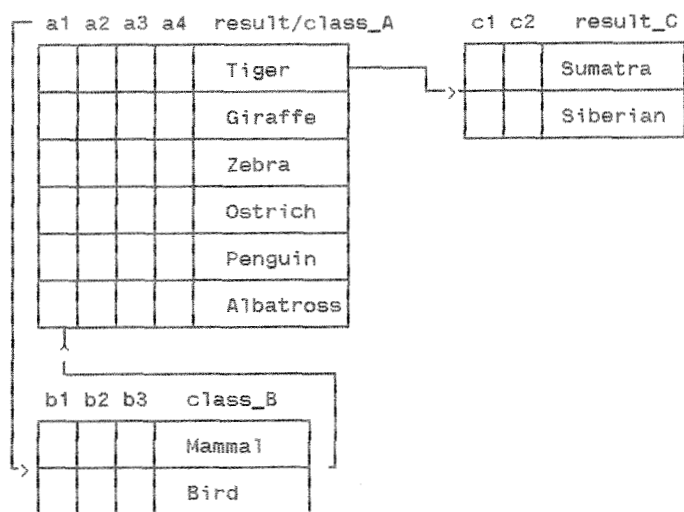 a1 a2 a3 a4 result/class_A
Tiger
Giraffe
Zebra
Ostrich
Penguin
Albatross
c1 c2 result_C
Sumatra
Siberian
b1 b2 b3 class_B
Mammal
Bird